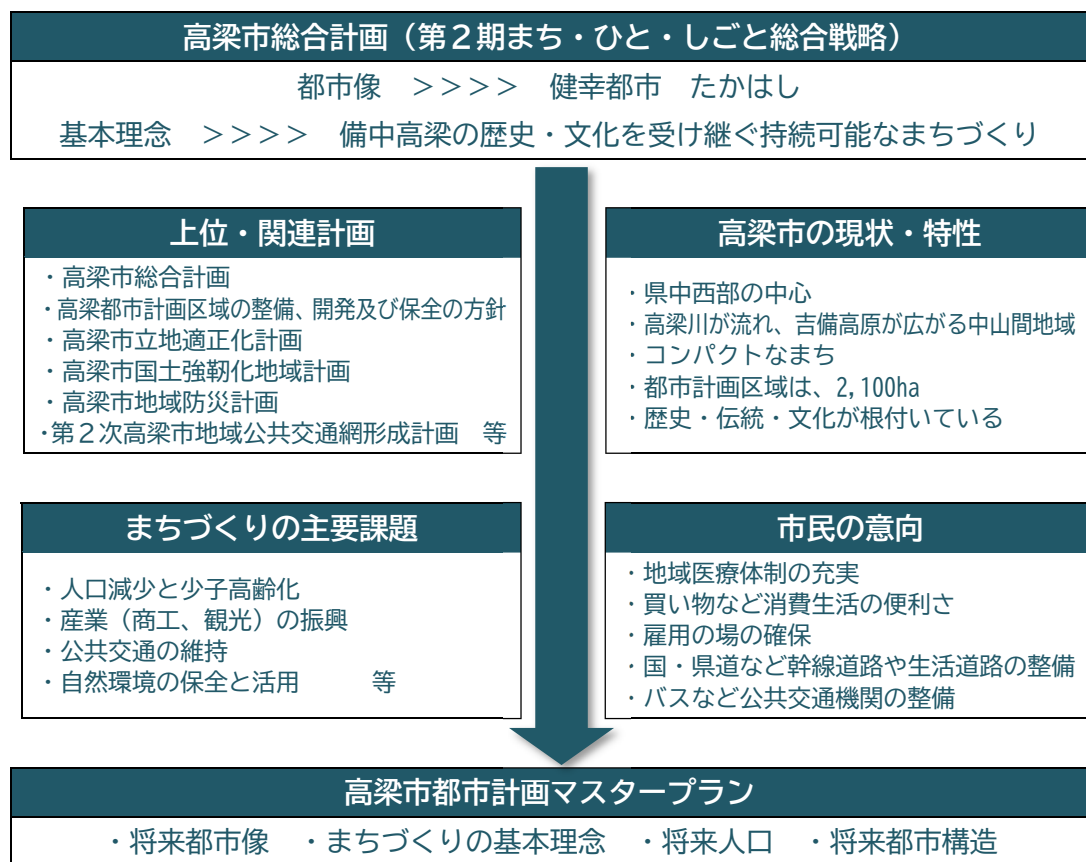 高梁市総合計画（第２期まち・ひと・しごと総合戦略）
都市像　＞＞＞＞　健幸都市　たかはし
基本理念　＞＞＞＞　備中高梁の歴史・文化を受け継ぐ持続可能なまちづくり
上位・関連計画
・高梁市総合計画
・高梁都市計画区域の整備、開発及び保全の方針
・高梁市立地適正化計画
・高梁市国土強靭化地域計画
・高梁市地域防災計画
・第２次高梁市地域公共交通網形成計画　等
高梁市の現状・特性
・県中西部の中心
・高梁川が流れ、吉備高原が広がる中山間地域
・コンパクトなまち
・都市計画区域は、2,100ha
・歴史・伝統・文化が根付いている
まちづくりの主要課題
・人口減少と少子高齢化
・産業（商工、観光）の振興
・公共交通の維持
・自然環境の保全と活用　　　等
市民の意向
・地域医療体制の充実
・買い物など消費生活の便利さ
・雇用の場の確保
・国・県道など幹線道路や生活道路の整備
・バスなど公共交通機関の整備
高梁市都市計画マスタープラン
・将来都市像　・まちづくりの基本理念　・将来人口　・将来都市構造